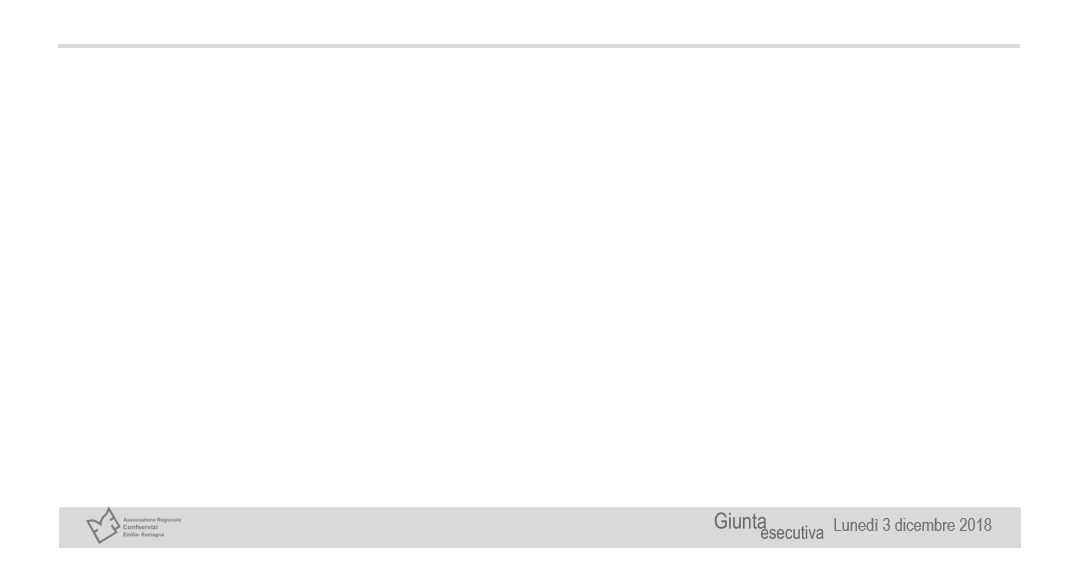 Associazione Regionale
Confservizi
Emilia- Romagna
Giunta
esecutiva
Lunedì 3 dicembre 2018